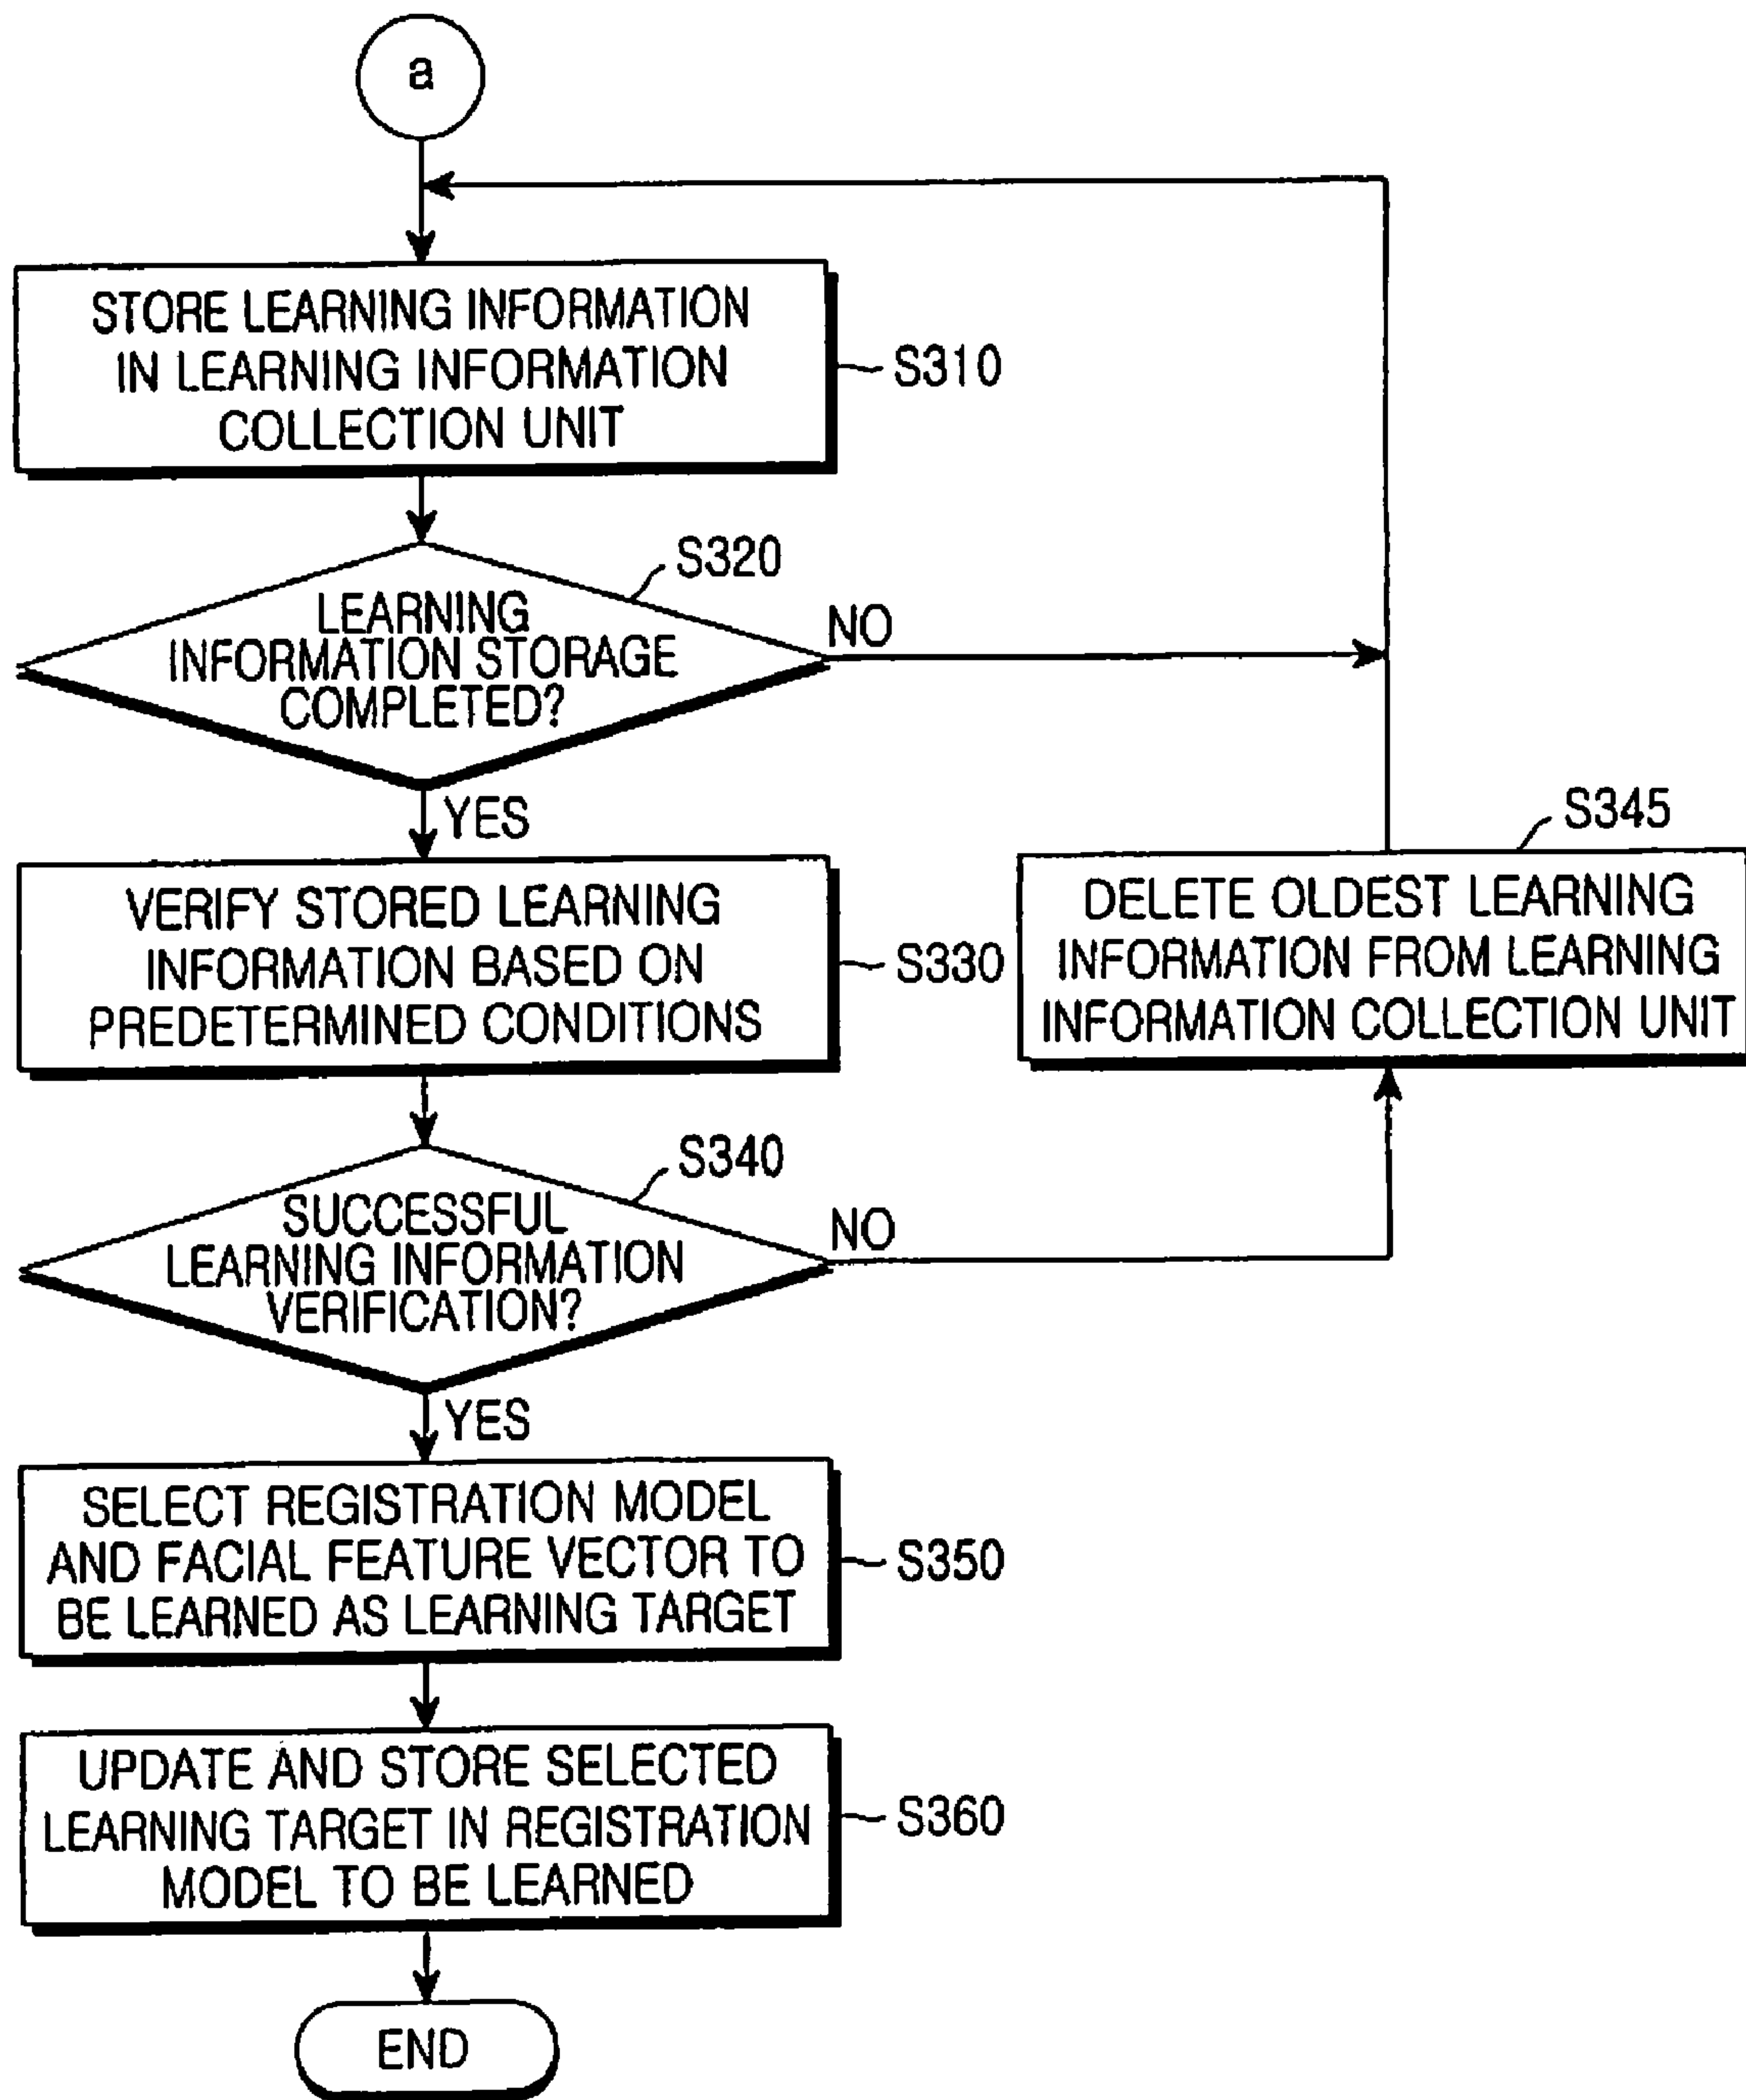 a
STORE LEARNING INFORMATION
IN LEARNING INFORMATION
COLLECTION UNIT
S310
S320
LEARNING
INFORMATION STORAGE
COMPLETED?
NO
YES
S345
VERIFY STORED LEARNING
INFORMATION BASED ON
PREDETERMINED CONDITIONS
S330
DELETE OLDEST LEARNING
INFORMATION FROM LEARNING
INFORMATION COLLECTION UNIT
S340
SUCCESSFUL
LEARNING INFORMATION
VERIFICATION?
NO
YES
SELECT REGISTRATION MODEL
AND FACIAL FEATURE VECTOR TO
BE LEARNED AS LEARNING TARGET
S350
UPDATE AND STORE SELECTED
LEARNING TARGET IN REGISTRATION
MODEL TO BE LEARNED
S360
END